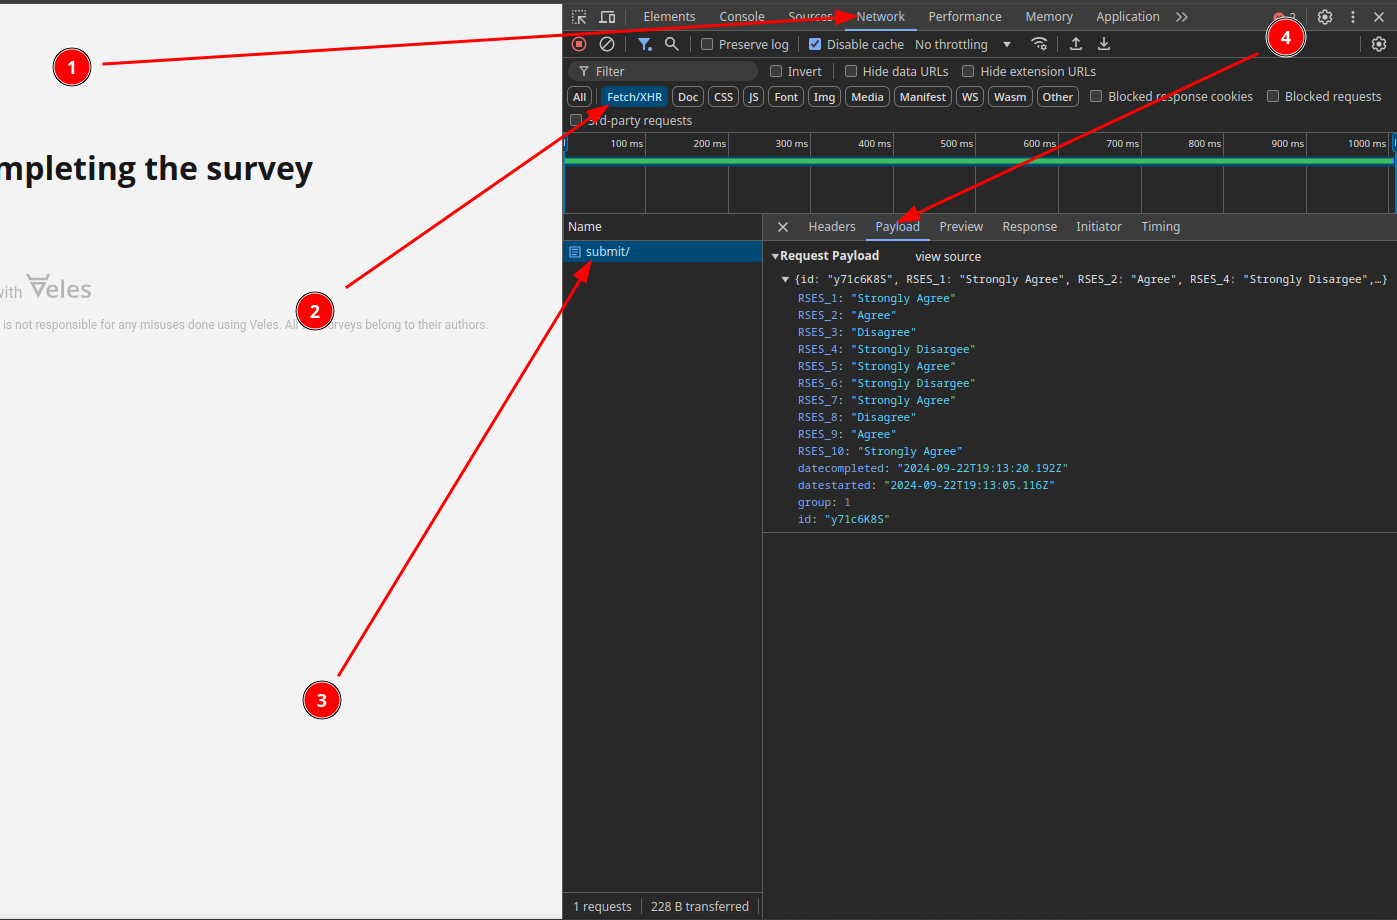 Elements Console Sources Network Performance Memory Application
Preserve log Disable cache No throttling
Filter Invert Hide data URLs Hide extension URLs
All Fetch/XHR Doc CSS JS Font Img Media Manifest WS Wasm Other Blocked response cookies Blocked requests
3rd-party requests
100 ms 200 ms 300 ms 400 ms 500 ms 600 ms 700 ms 800 ms 900 ms 1000 ms
1
2
3
4
mpleting the survey
with Veles
is not responsible for any misuses done using Veles. All surveys belong to their authors.
Name
submit/
Headers Payload Preview Response Initiator Timing
Request Payload view source
{id: "y71c6K8S", RSES_1: "Strongly Agree", RSES_2: "Agree", RSES_4: "Strongly Disargee",…}
RSES_1: "Strongly Agree"
RSES_2: "Agree"
RSES_3: "Disagree"
RSES_4: "Strongly Disargee"
RSES_5: "Strongly Agree"
RSES_6: "Strongly Disargee"
RSES_7: "Strongly Agree"
RSES_8: "Disagree"
RSES_9: "Agree"
RSES_10: "Strongly Agree"
datecompleted: "2024-09-22T19:13:20.192Z"
datestarted: "2024-09-22T19:13:05.116Z"
group: 1
id: "y71c6K8S"
1 requests 228 B transferred